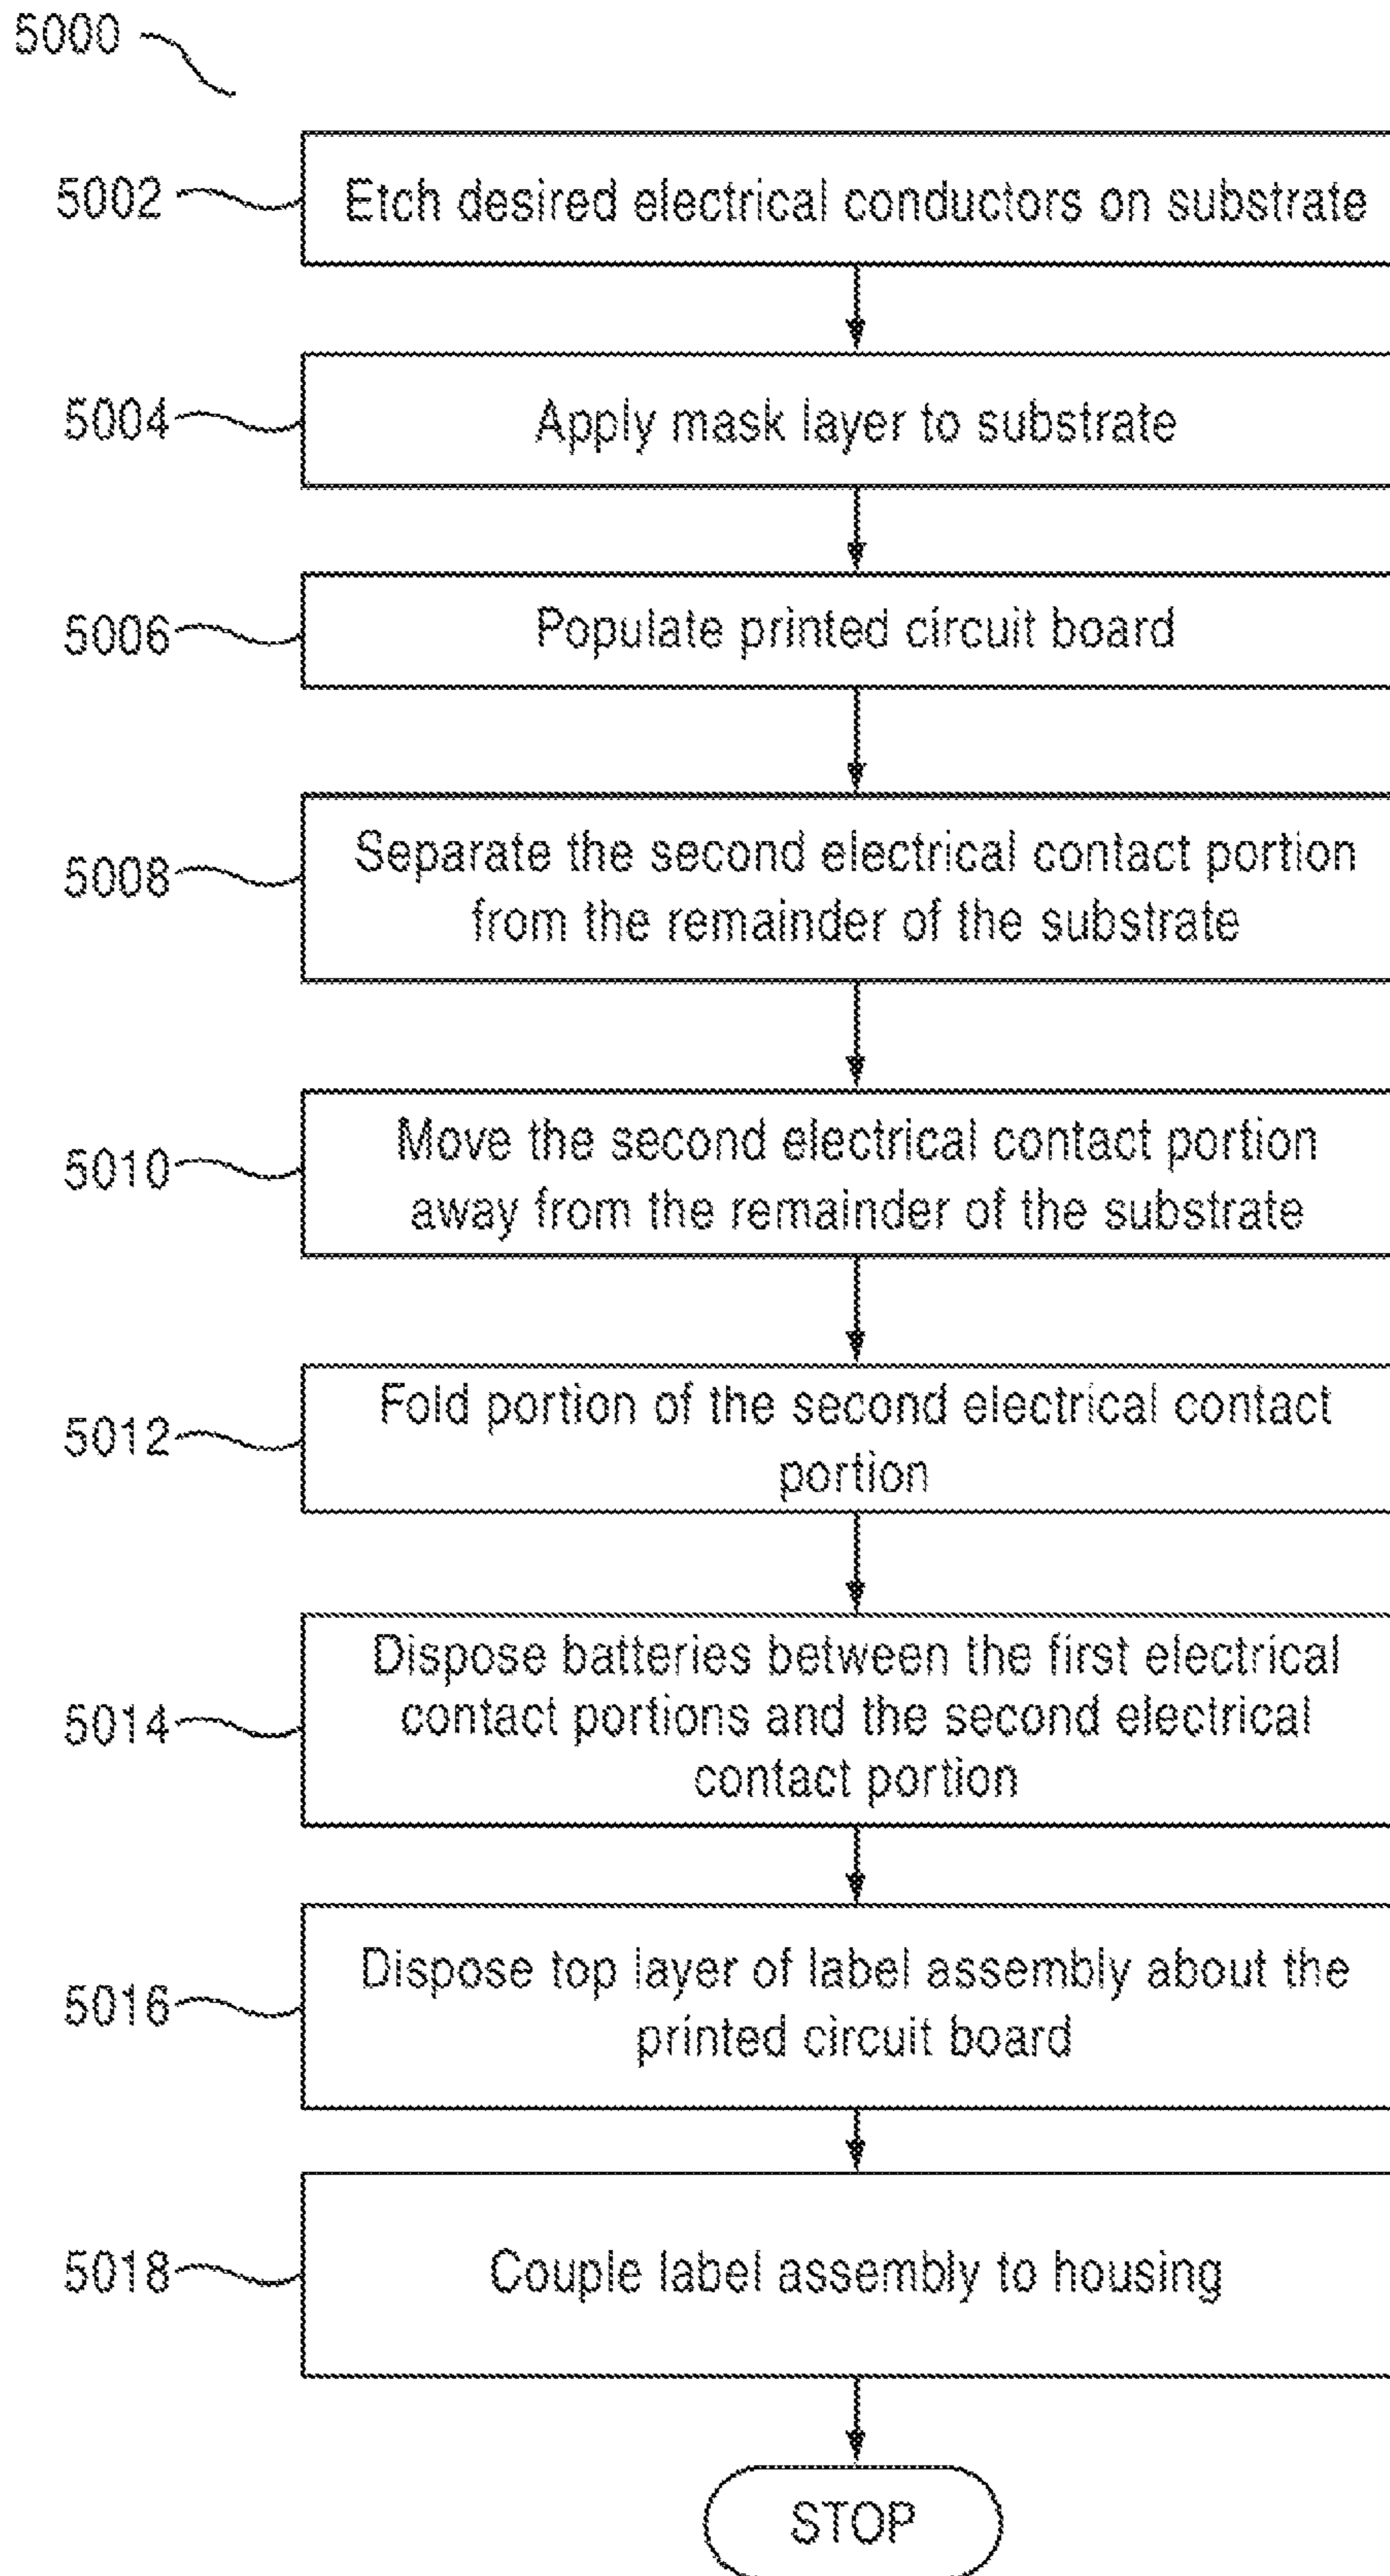 5000
5002 Etch desired electrical conductors on substrate
5004 Apply mask layer to substrate
5006 Populate printed circuit board
5008 Separate the second electrical contact portion
from the remainder of the substrate
5010 Move the second electrical contact portion
away from the remainder of the substrate
5012 Fold portion of the second electrical contact
portion
5014 Dispose batteries between the first electrical
contact portions and the second electrical
contact portion
5016 Dispose top layer of label assembly about the
printed circuit board
5018 Couple label assembly to housing
STOP